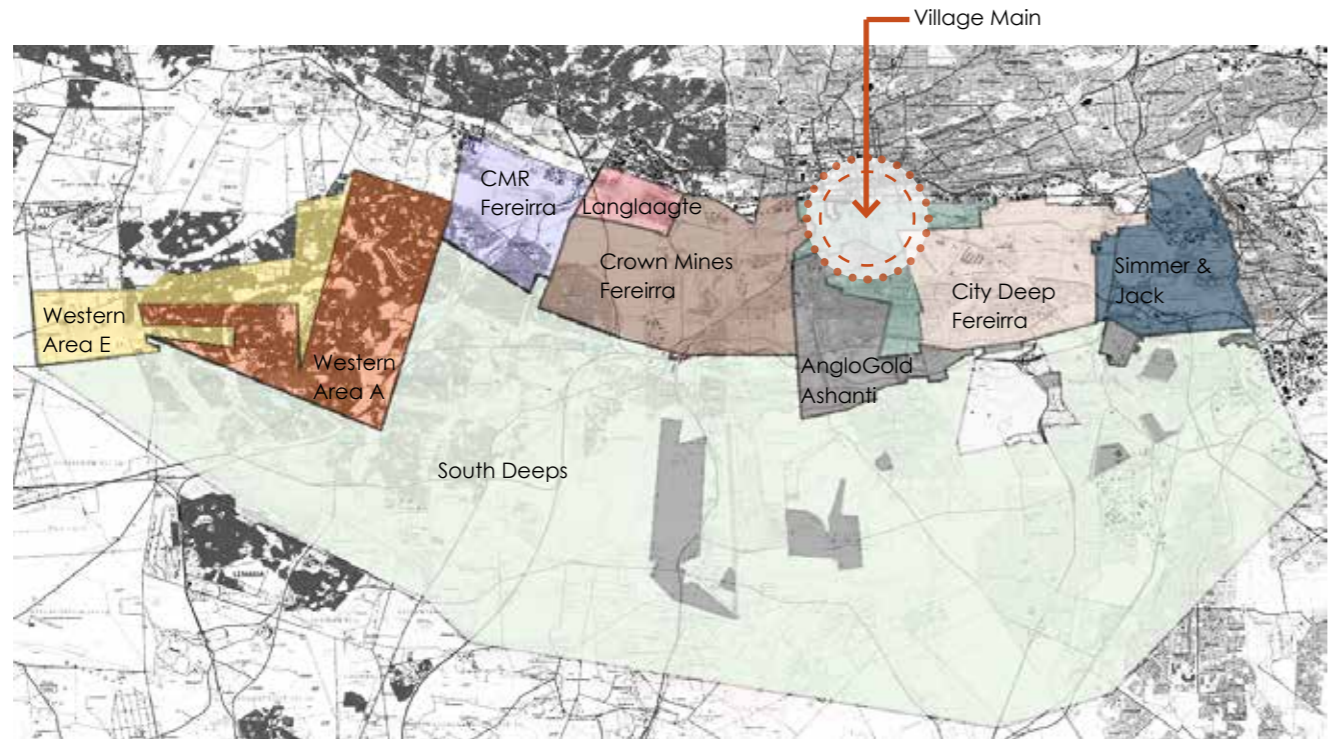 Village Main
CMR
Fereirra
Langlaagte
Crown Mines
Fereirra
Simmer &
Jack
City Deep
Fereirra
Western
Area E
Western
Area A
AngloGold
Ashanti
South Deeps